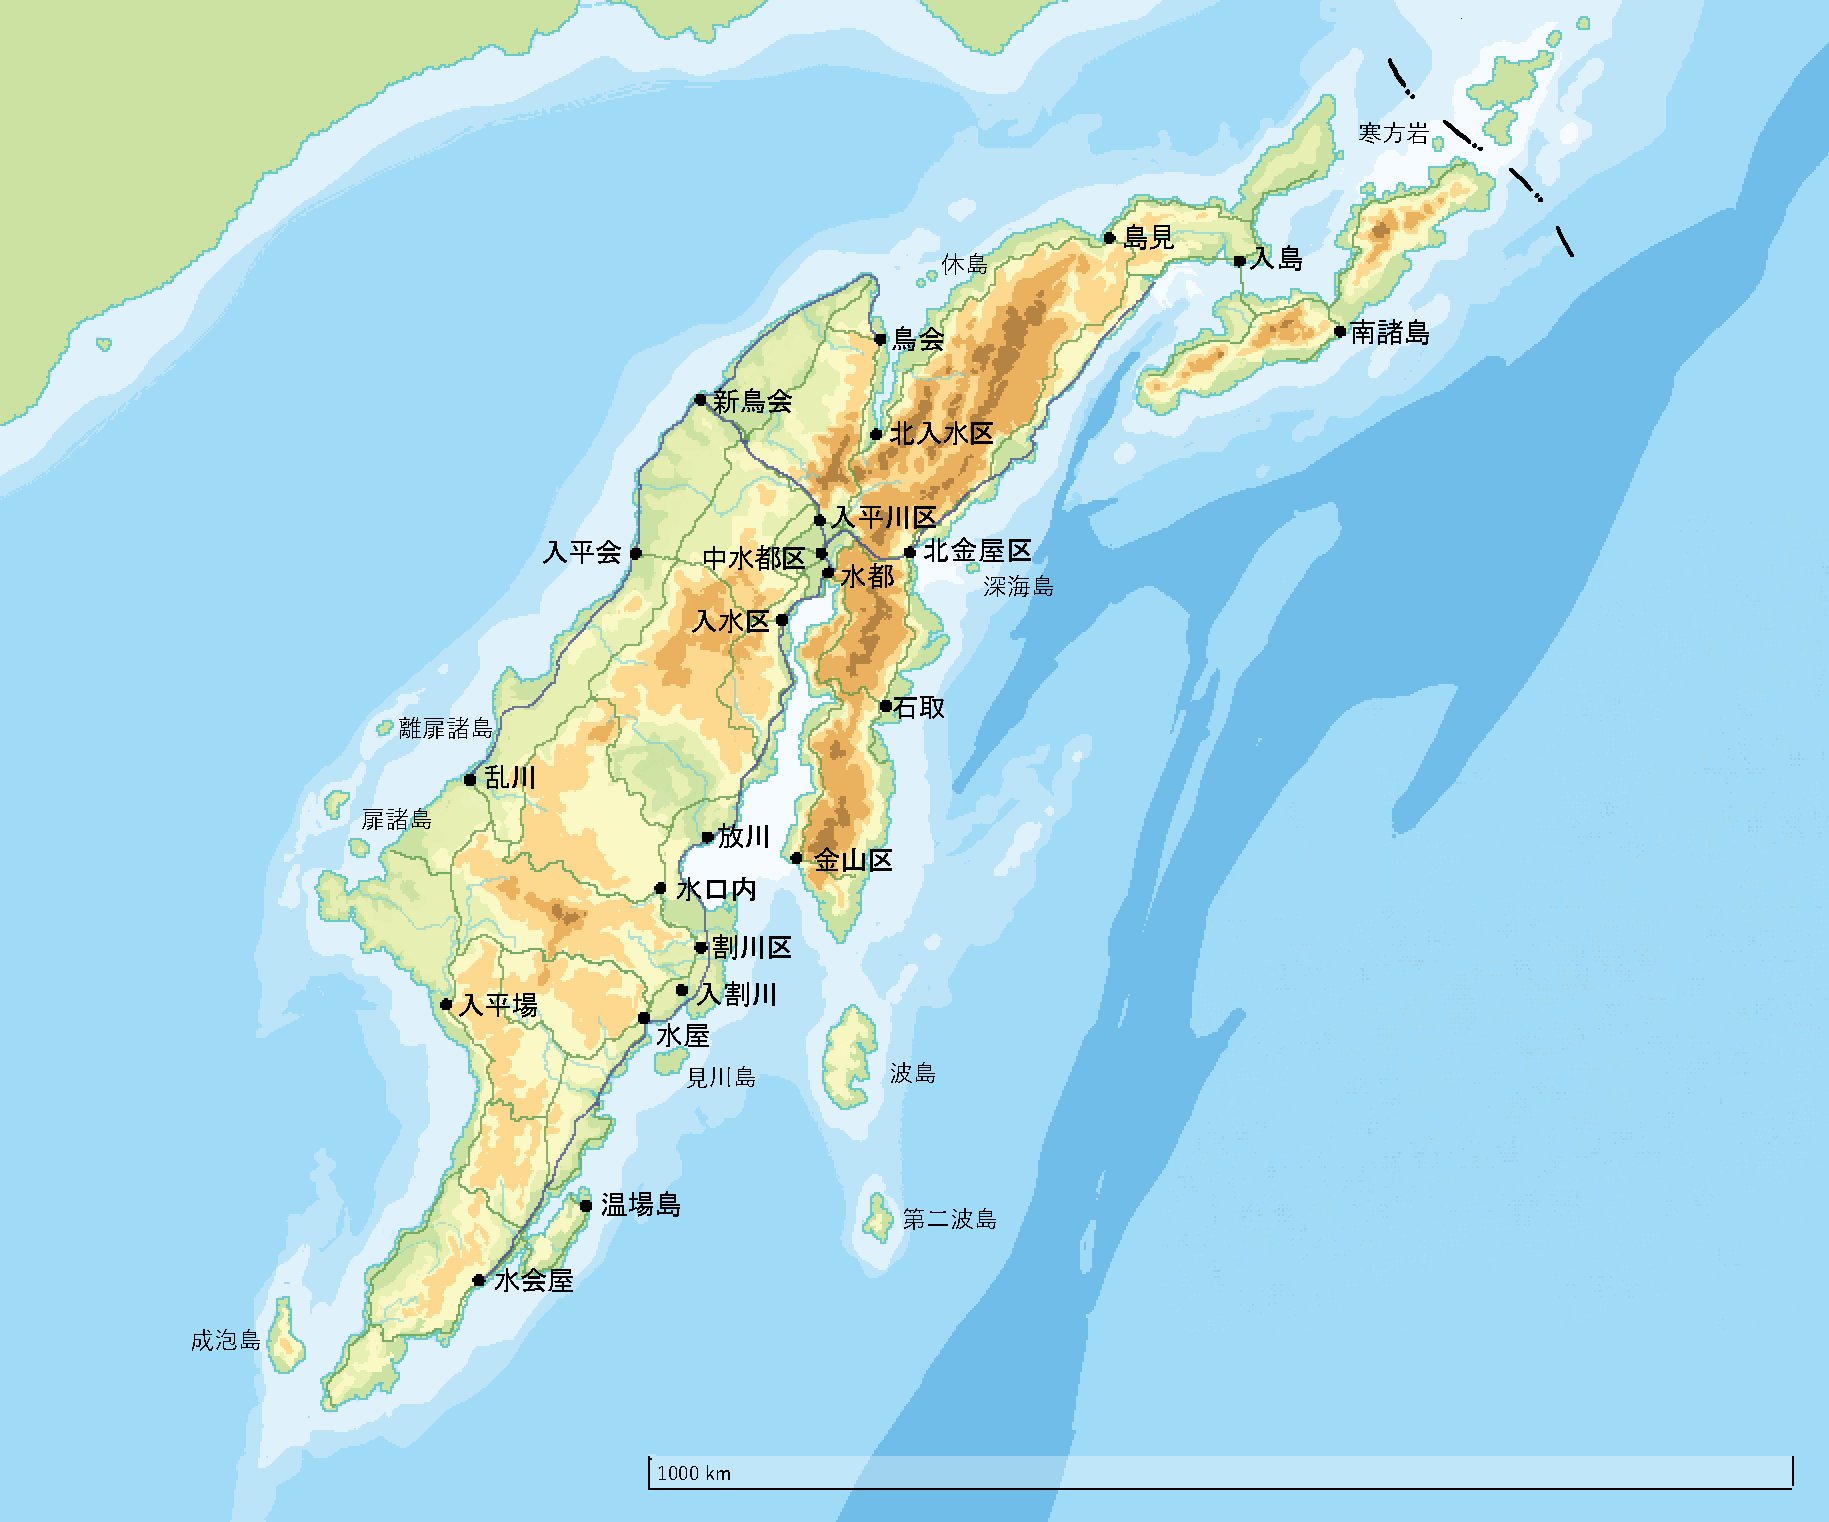 寒方岩
島見
入島
休島
南諸島
鳥会
新鳥会
北入水区
入平川区
入平会
中水都区
北金屋区
水都
深海島
入水区
石取
離扉諸島
乱川
扉諸島
放川
金山区
水口内
割川区
入割川
入平場
水屋
見川島
波島
温場島
第二波島
水会屋
成泡島
1000 km